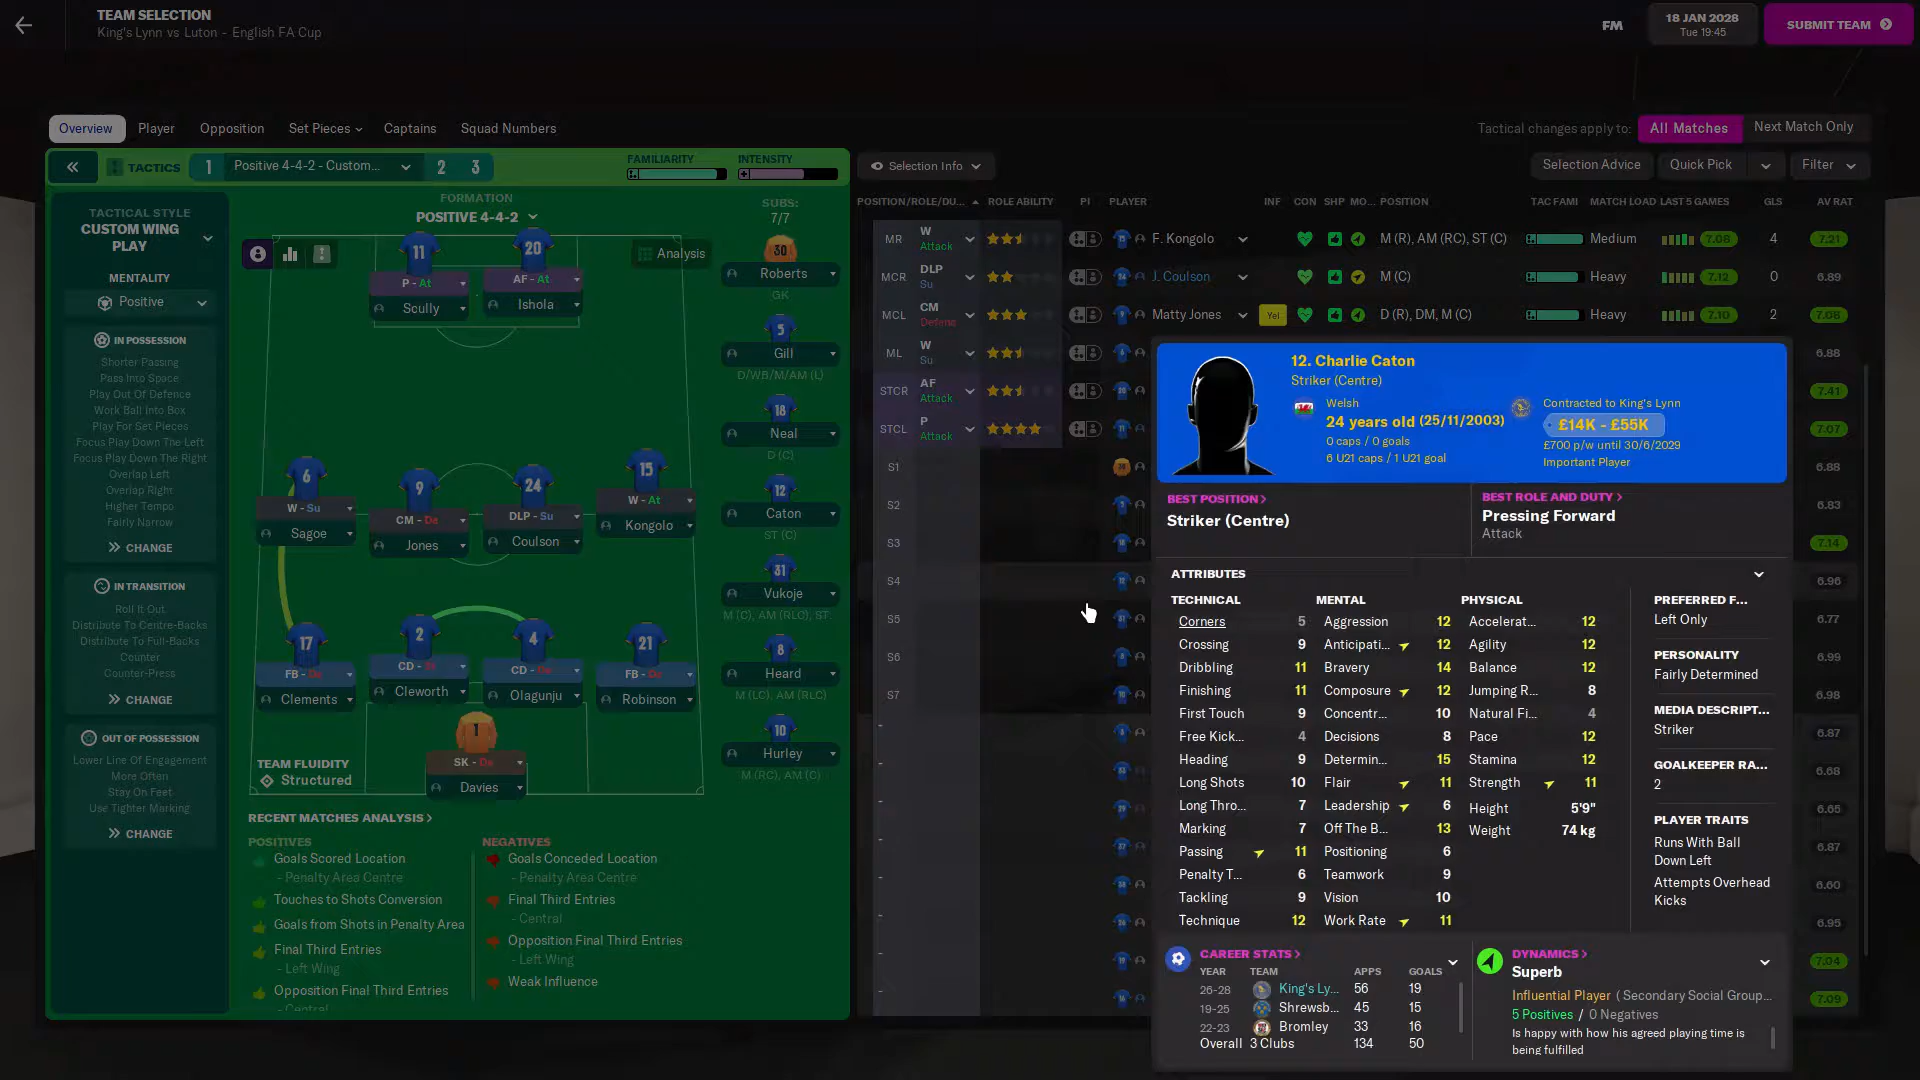 TEAM SELECTION
King's Lynn vs Luton - English FA Cup
FM
18 JAN 2028
Tue 19:45
SUBMIT TEAM
Overview
Player
Opposition
Set Pieces
Captains
Squad Numbers
Tactical changes apply to:
All Matches
Next Match Only
TACTICS
1
Positive 4-4-2 - Custom...
2
3
FAMILIARITY
INTENSITY
Selection Info
Selection Advice
Quick Pick
Filter
TACTICAL STYLE
CUSTOM WING
PLAY
MENTALITY
Positive
IN POSSESSION
Shorter Passing
Pass Into Space
Play Out Of Defence
Work Ball Into Box
Play For Set Pieces
Focus Play Down The Left
Focus Play Down The Right
Overlap Left
Overlap Right
Higher Tempo
Fairly Narrow
CHANGE
IN TRANSITION
Roll It Out
Distribute To Centre-Backs
Distribute To Full-Backs
Counter
Counter-Press
CHANGE
OUT OF POSSESSION
Lower Line Of Engagement
More Often
Stay On Feet
Use Tighter Marking
CHANGE
FORMATION
POSITIVE 4-4-2
Analysis
11
P - At
Scully
20
AF - At
Ishola
6
W - Su
Sagoe
9
CM - De
Jones
24
DLP - Su
Coulson
15
W - At
Kongolo
17
FB - De
Clements
2
CD - De
Cleworth
4
CD - De
Olagunju
21
FB - De
Robinson
1
SK - De
Davies
TEAM FLUIDITY
Structured
SUBS:
7/7
30
Roberts
GK
5
Gill
D/WB/M/AM (L)
18
Neal
D (C)
12
Caton
ST (C)
31
Vukoje
M (C), AM (RLC), ST..
8
Heard
M (LC), AM (RLC)
10
Hurley
M (RC), AM (C)
RECENT MATCHES ANALYSIS >
POSITIVES
Goals Scored Location
- Penalty Area Centre
Touches to Shots Conversion
Goals from Shots in Penalty Area
Final Third Entries
- Left Wing
Opposition Final Third Entries
- Central
NEGATIVES
Goals Conceded Location
- Penalty Area Centre
Final Third Entries
- Central
Opposition Final Third Entries
- Left Wing
Weak Influence
POSITION/ROLE/DU... ROLE ABILITY PI PLAYER INF CON SHP MO... POSITION TAC FAMI MATCH LOAD LAST 5 GAMES GLS AV RAT
MR W Attack F. Kongolo M (R), AM (RC), ST (C) Medium 7.08 4 7.21
MCR DLP Su J. Coulson M (C) Heavy 7.12 0 6.89
MCL CM Defend Matty Jones Yel D (R), DM, M (C) Heavy 7.10 2 7.08
ML W Su 6.88
STCR AF Attack 7.41
STCL P Attack 7.07
S1 6.88
S2 6.83
S3 7.14
S4 6.96
S5 6.77
S6 6.99
S7 6.98
- 6.87
- 6.68
- 6.65
- 6.87
- 6.60
- 6.95
- 7.04
- 7.09
12. Charlie Caton
Striker (Centre)
Welsh
24 years old (25/11/2003)
0 caps / 0 goals
6 U21 caps / 1 U21 goal
Contracted to King's Lynn
£14K - £55K
£700 p/w until 30/6/2029
Important Player
BEST POSITION >
Striker (Centre)
BEST ROLE AND DUTY >
Pressing Forward
Attack
ATTRIBUTES
TECHNICAL
Corners 5
Crossing 9
Dribbling 11
Finishing 11
First Touch 9
Free Kick... 4
Heading 9
Long Shots 10
Long Thro... 7
Marking 7
Passing 11
Penalty T... 6
Tackling 9
Technique 12
MENTAL
Aggression 12
Anticipati... 12
Bravery 14
Composure 12
Concentr... 10
Decisions 8
Determin... 15
Flair 11
Leadership 6
Off The B... 13
Positioning 6
Teamwork 9
Vision 10
Work Rate 11
PHYSICAL
Accelerat... 12
Agility 12
Balance 12
Jumping R... 8
Natural Fi... 4
Pace 12
Stamina 12
Strength 11
Height 5'9"
Weight 74 kg
PREFERRED F...
Left Only
PERSONALITY
Fairly Determined
MEDIA DESCRIPT...
Striker
GOALKEEPER RA...
2
PLAYER TRAITS
Runs With Ball
Down Left
Attempts Overhead
Kicks
CAREER STATS >
YEAR TEAM APPS GOALS
26-28 King's Ly... 56 19
19-25 Shrewsb... 45 15
22-23 Bromley 33 16
Overall 3 Clubs 134 50
DYNAMICS >
Superb
Influential Player ( Secondary Social Group...
5 Positives / 0 Negatives
Is happy with how his agreed playing time is
being fulfilled